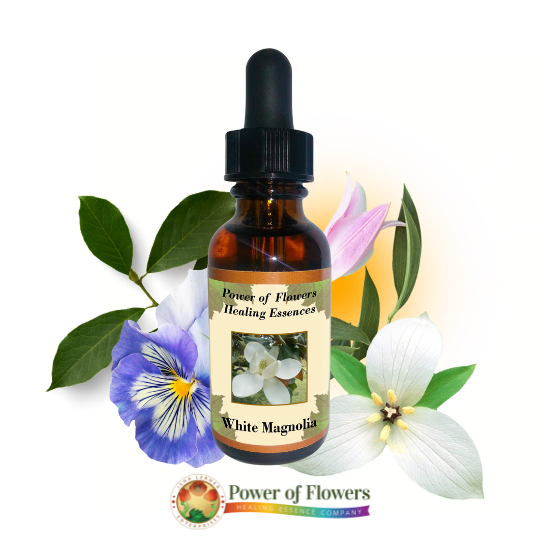 Power of Flowers
Healing Essences
White Magnolia
Power of Flowers
HEALING ESSENCE COMPANY